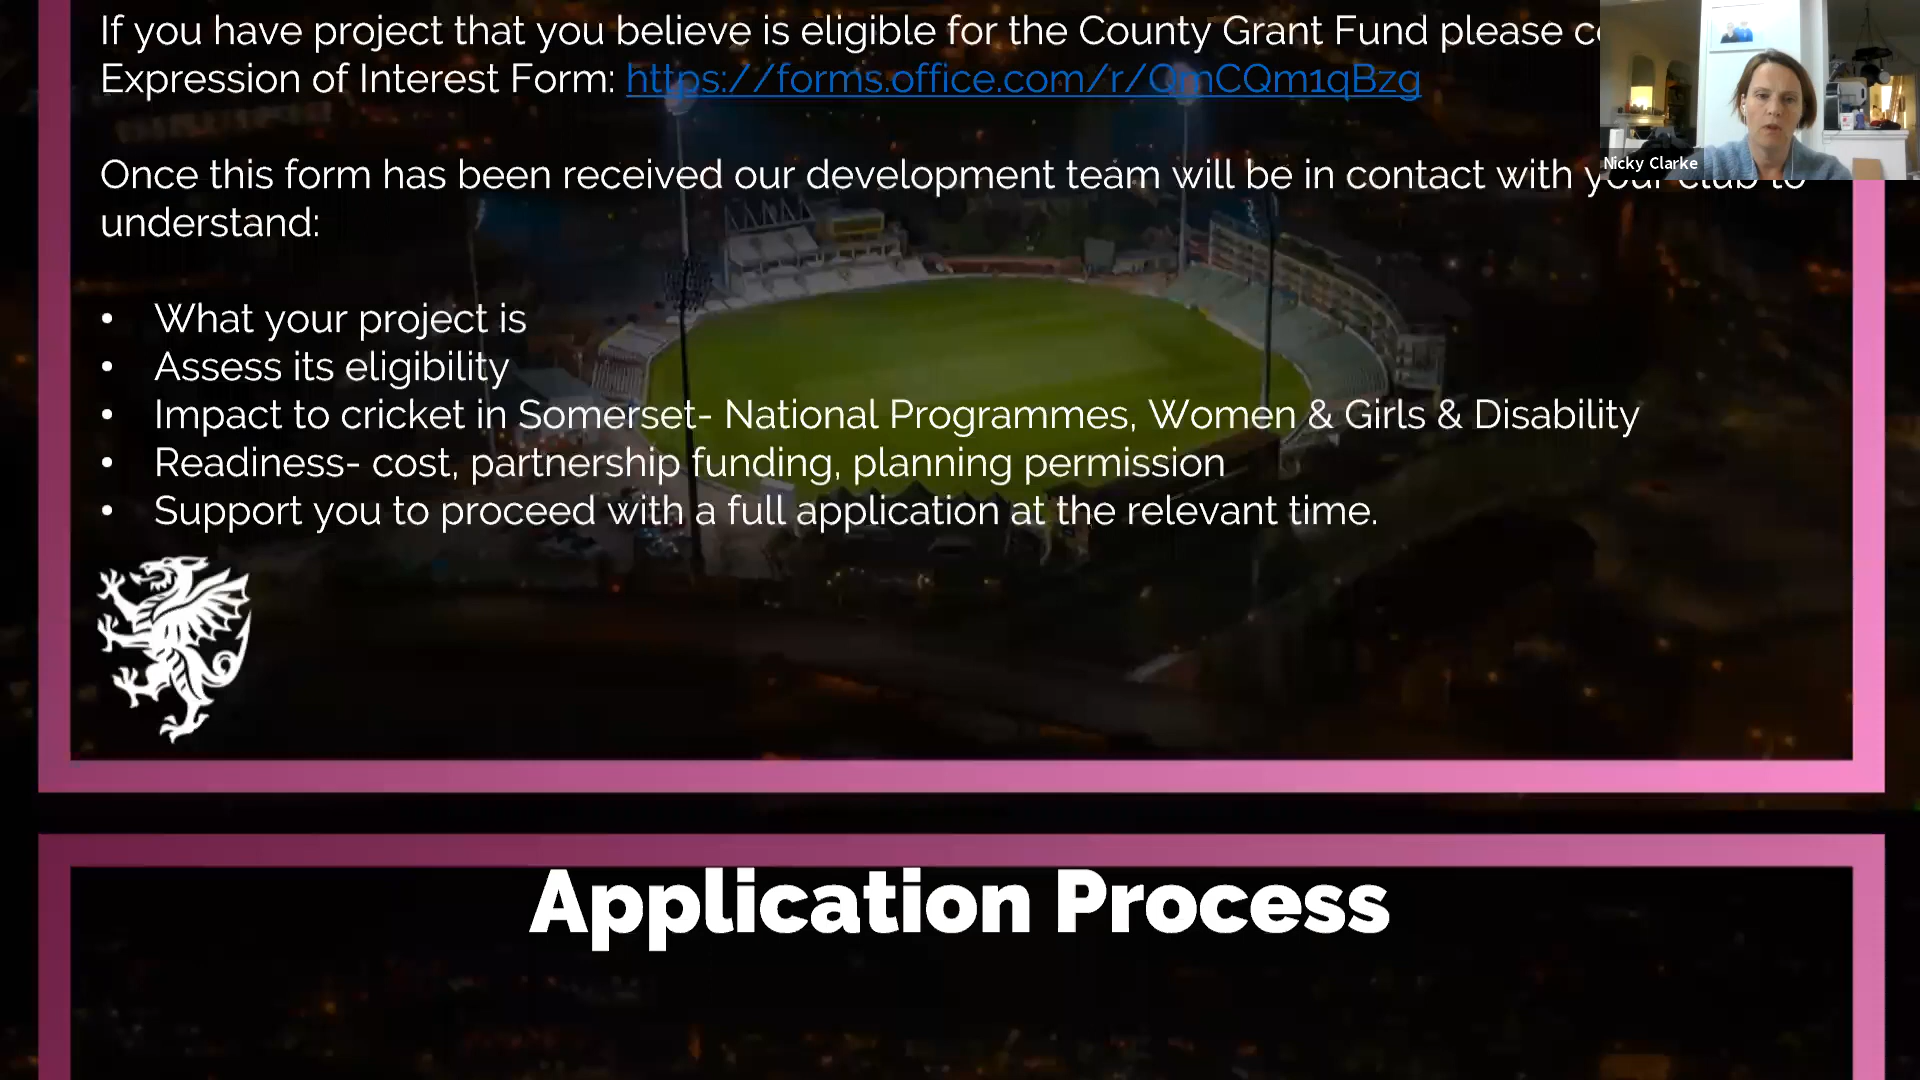 If you have project that you believe is eligible for the County Grant Fund please
Expression of Interest Form: https://forms.office.com/r/QmCQm1qBzg
Nicky Clarke
Once this form has been received our development team will be in contact with your club to
understand:
• What your project is
• Assess its eligibility
• Impact to cricket in Somerset- National Programmes, Women & Girls & Disability
• Readiness- cost, partnership funding, planning permission
• Support you to proceed with a full application at the relevant time.
Application Process